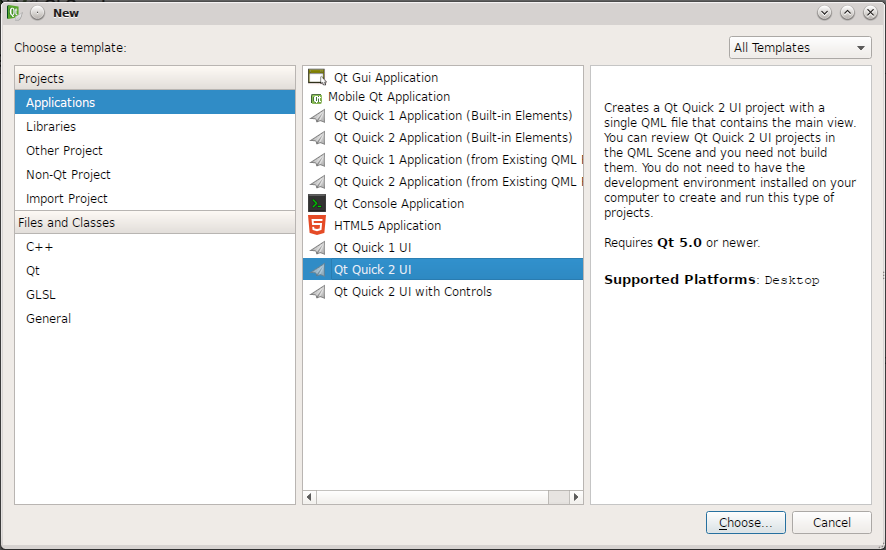 New
Choose a template:
All Templates
Projects
Applications
Libraries
Other Project
Non-Qt Project
Import Project
Files and Classes
C++
Qt
GLSL
General
Qt Gui Application
Mobile Qt Application
Qt Quick 1 Application (Built-in Elements)
Qt Quick 2 Application (Built-in Elements)
Qt Quick 1 Application (from Existing QML
Qt Quick 2 Application (from Existing QML
Qt Console Application
HTML5 Application
Qt Quick 1 UI
Qt Quick 2 UI
Qt Quick 2 UI with Controls
Creates a Qt Quick 2 UI project with a
single QML file that contains the main view.
You can review Qt Quick 2 UI projects in
the QML Scene and you need not build
them. You do not need to have the
development environment installed on your
computer to create and run this type of
projects.
Requires Qt 5.0 or newer.
Supported Platforms: Desktop
Choose...
Cancel